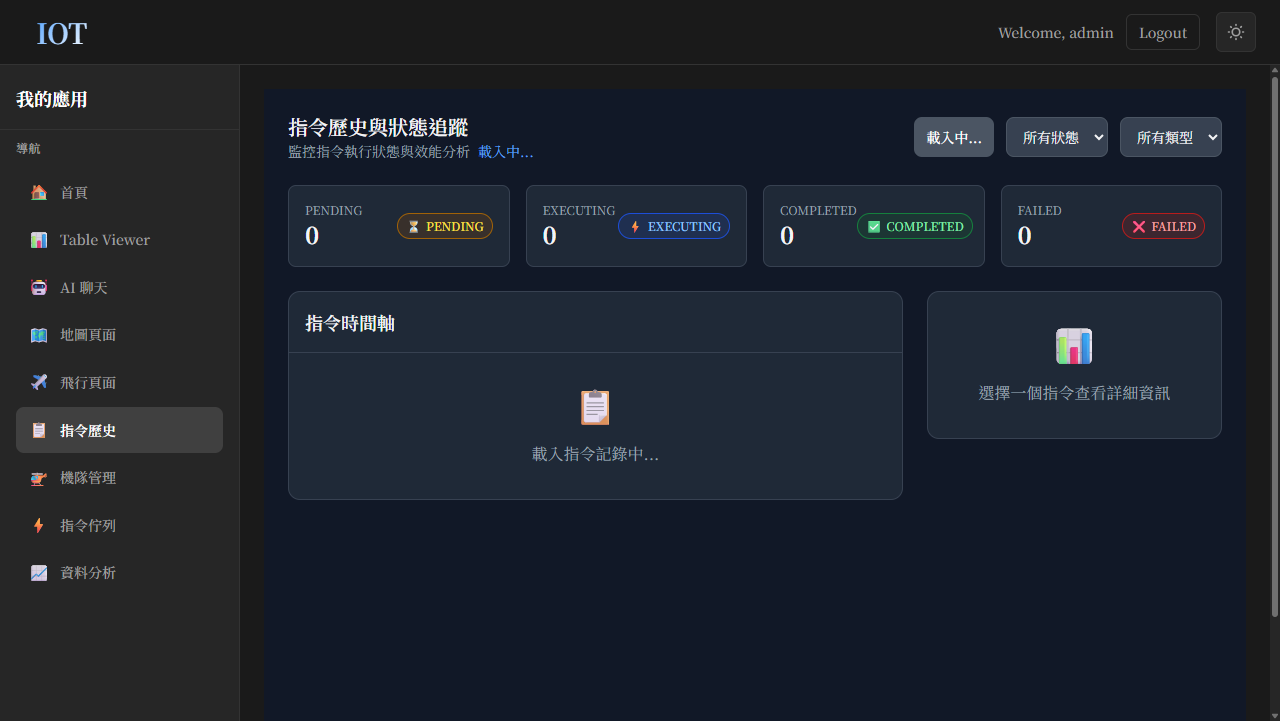 IOT
Welcome, admin
Logout
我的應用
導航
首頁
Table Viewer
AI 聊天
地圖頁面
飛行頁面
指令歷史
機隊管理
指令佇列
資料分析
指令歷史與狀態追蹤
監控指令執行狀態與效能分析 載入中...
載入中...
所有狀態
所有類型
PENDING
0
PENDING
EXECUTING
0
EXECUTING
COMPLETED
0
COMPLETED
FAILED
0
FAILED
指令時間軸
載入指令記錄中...
選擇一個指令查看詳細資訊